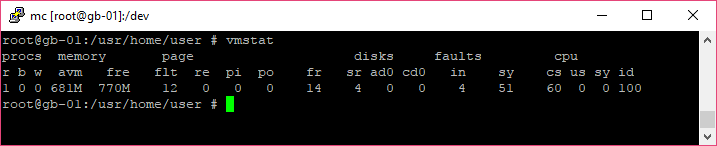 mc [root@gb-01]:/dev
root@gb-01:/usr/home/user # vmstat
procs  memory       page                    disks     faults         cpu
r b w  avm   fre   flt  re  pi  po    fr   sr ad0 cd0   in    sy    cs us sy id
1 0 0 681M  770M    12   0   0   0    14    4   0   0    4    51    60  0  0 100
root@gb-01:/usr/home/user #